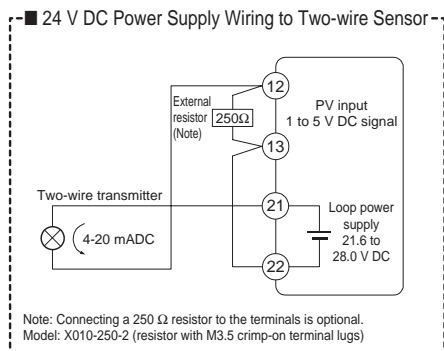 ■ 24 V DC Power Supply Wiring to Two-wire Sensor
12
External
resistor
(Note)
250Ω
PV input
1 to 5 V DC signal
13
Two-wire transmitter
21
4-20 mADC
Loop power
supply
21.6 to
28.0 V DC
22
Note: Connecting a 250 Ω resistor to the terminals is optional.
Model: X010-250-2 (resistor with M3.5 crimp-on terminal lugs)